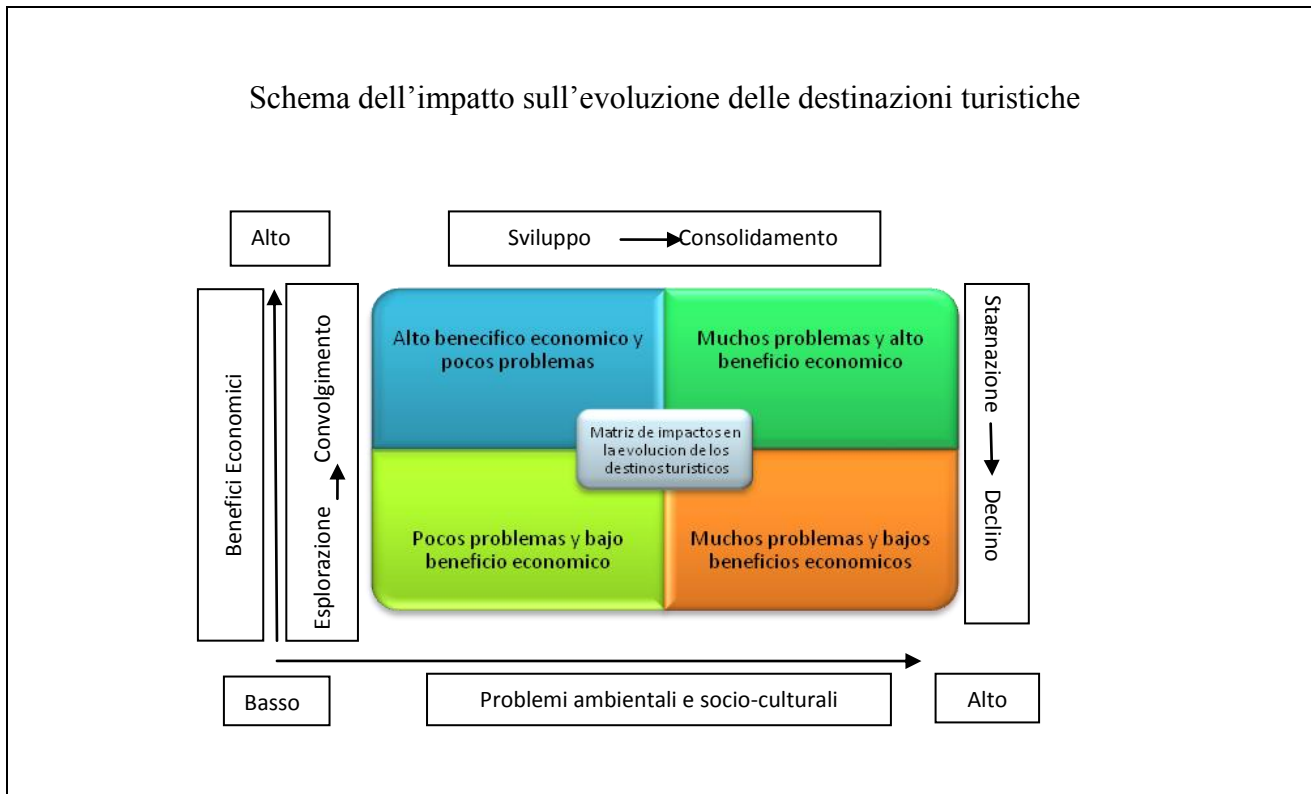 Schema dell’impatto sull’evoluzione delle destinazioni turistiche
Alto
Sviluppo
Consolidamento
Benefici Economici
Esplorazione
Convolgimento
Alto benecifico economico y
pocos problemas
Muchos problemas y alto
beneficio economico
Matriz de impactos en
la evolucion de los
destinos turisticos
Pocos problemas y bajo
beneficio economico
Muchos problemas y bajos
beneficios economicos
Stagnazione
Declino
Basso
Problemi ambientali e socio-culturali
Alto